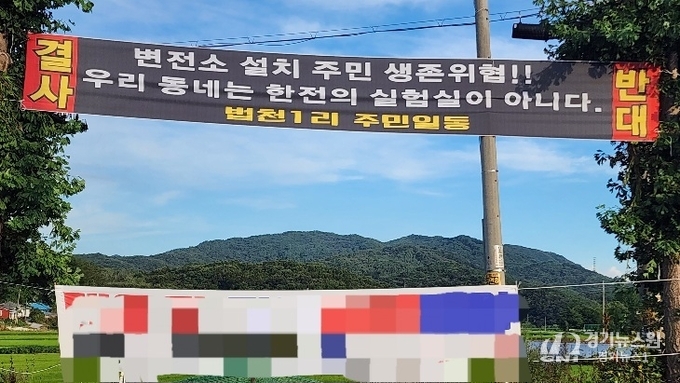 결사
변전소 설치 주민 생존위협!!
우리 동네는 한전의 실험실이 아니다.
법천1리 주민일동
반대
경기뉴스원